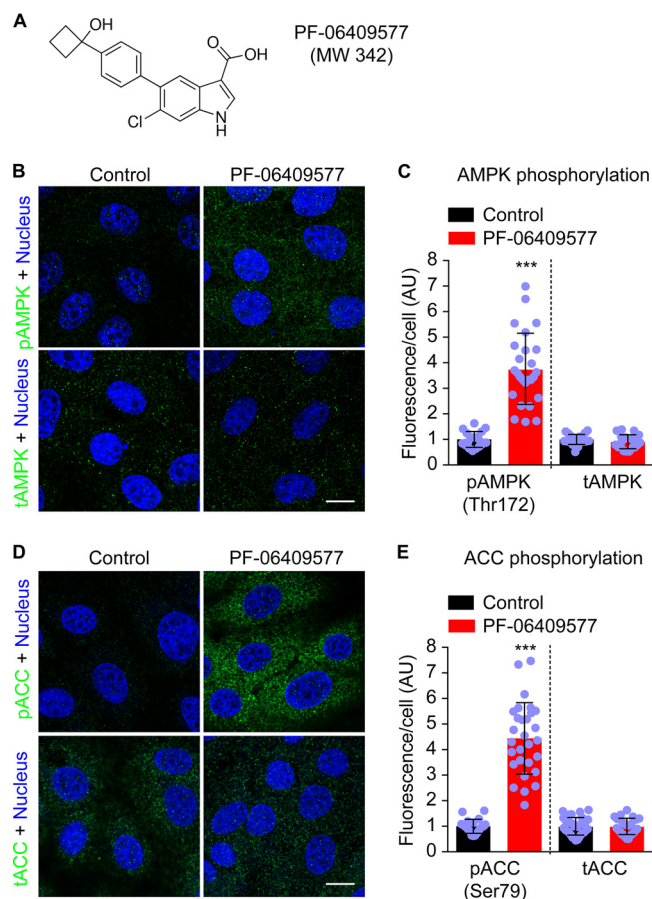 A
OH
O
OH
Cl
N
H
PF-06409577
(MW 342)
B
Control
PF-06409577
pAMPK + Nucleus
tAMPK + Nucleus
C
AMPK phosphorylation
Control
PF-06409577
***
Fluorescence/cell (AU)
8
7
6
5
4
3
2
1
0
pAMPK
(Thr172)
tAMPK
D
Control
PF-06409577
pACC + Nucleus
tACC + Nucleus
E
ACC phosphorylation
Control
PF-06409577
***
Fluorescence/cell (AU)
8
7
6
5
4
3
2
1
0
pACC
(Ser79)
tACC